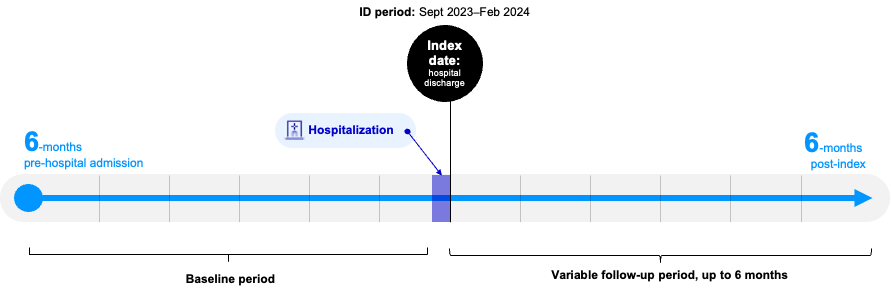 ID period: Sept 2023–Feb 2024
Index
date:
hospital
discharge
Hospitalization
6-months
pre-hospital admission
6-months
post-index
Baseline period
Variable follow-up period, up to 6 months